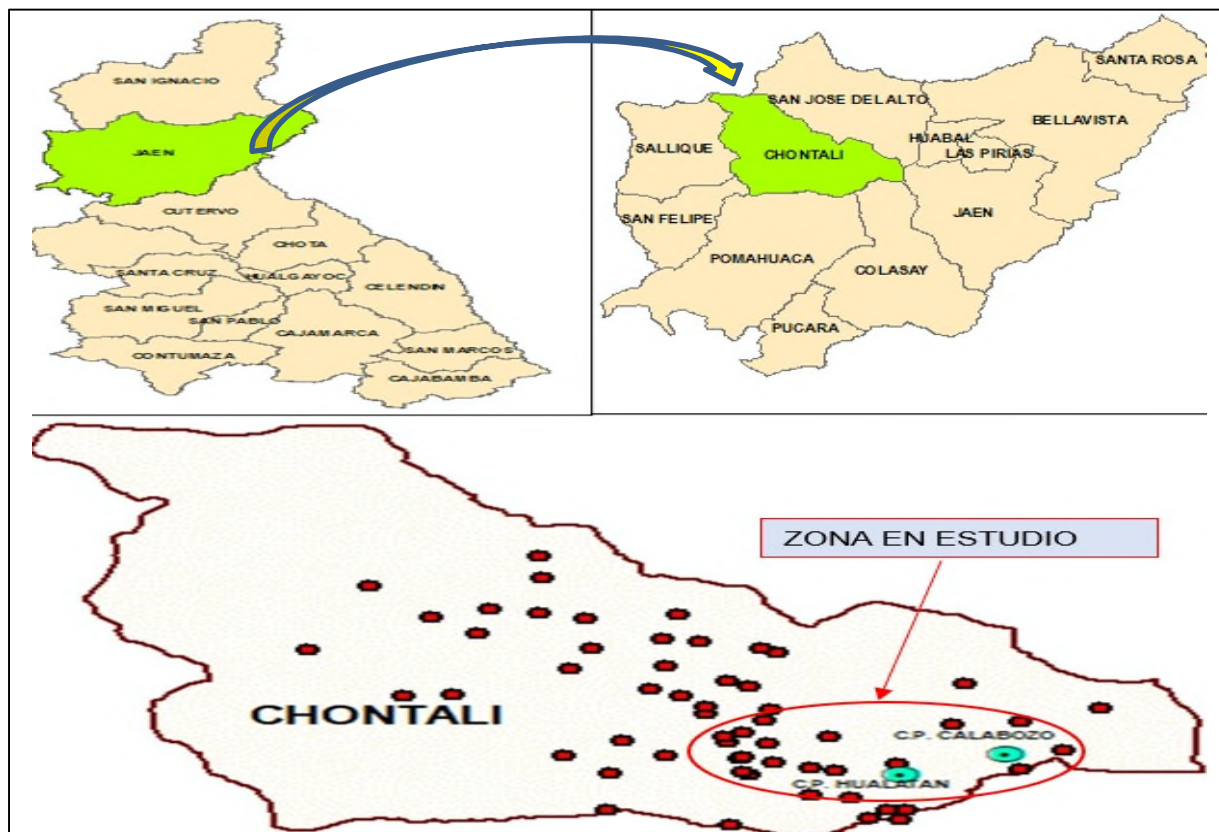 SAN IGNACIO
JAEN
CUTERVO
CHOTA
SANTA CRUZ
HUALGAYOC
CELENDIN
SAN MIGUEL
SAN PABLO
CAJAMARCA
CONTUMAZA
SAN MARCOS
CAJABAMBA
SANTA ROSA
SAN JOSE DEL ALTO
BELLAVISTA
HUABAL
SALLIQUE
CHONTALI
LAS PIRIAS
SAN FELIPE
JAEN
POMAHUACA
COLASAY
PUCARA
ZONA EN ESTUDIO
CHONTALI
C.P. CALABOZO
C.P. HUALATAN